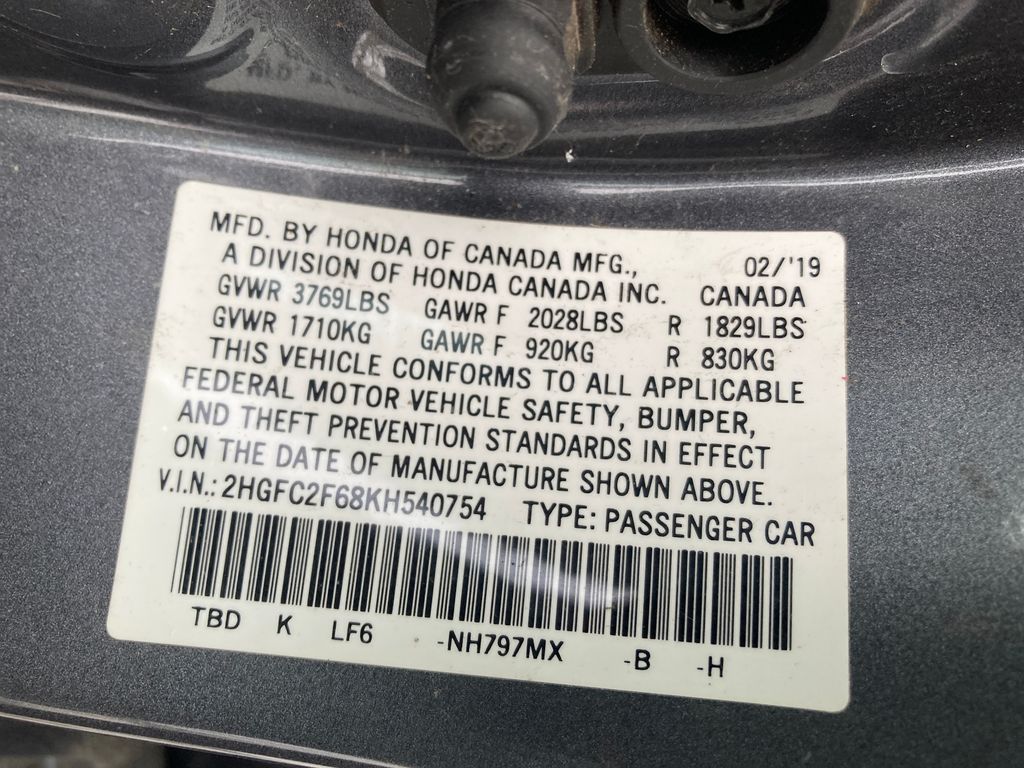 MFD. BY HONDA OF CANADA MFG., 02/'19
A DIVISION OF HONDA CANADA INC. CANADA
GVWR 3769LBS GAWR F 2028LBS R 1829LBS
GVWR 1710KG GAWR F 920KG R 830KG
THIS VEHICLE CONFORMS TO ALL APPLICABLE
FEDERAL MOTOR VEHICLE SAFETY, BUMPER,
AND THEFT PREVENTION STANDARDS IN EFFECT
ON THE DATE OF MANUFACTURE SHOWN ABOVE.
V.I.N.: 2HGFC2F68KH540754 TYPE: PASSENGER CAR
TBD K LF6 -NH797MX -B -H